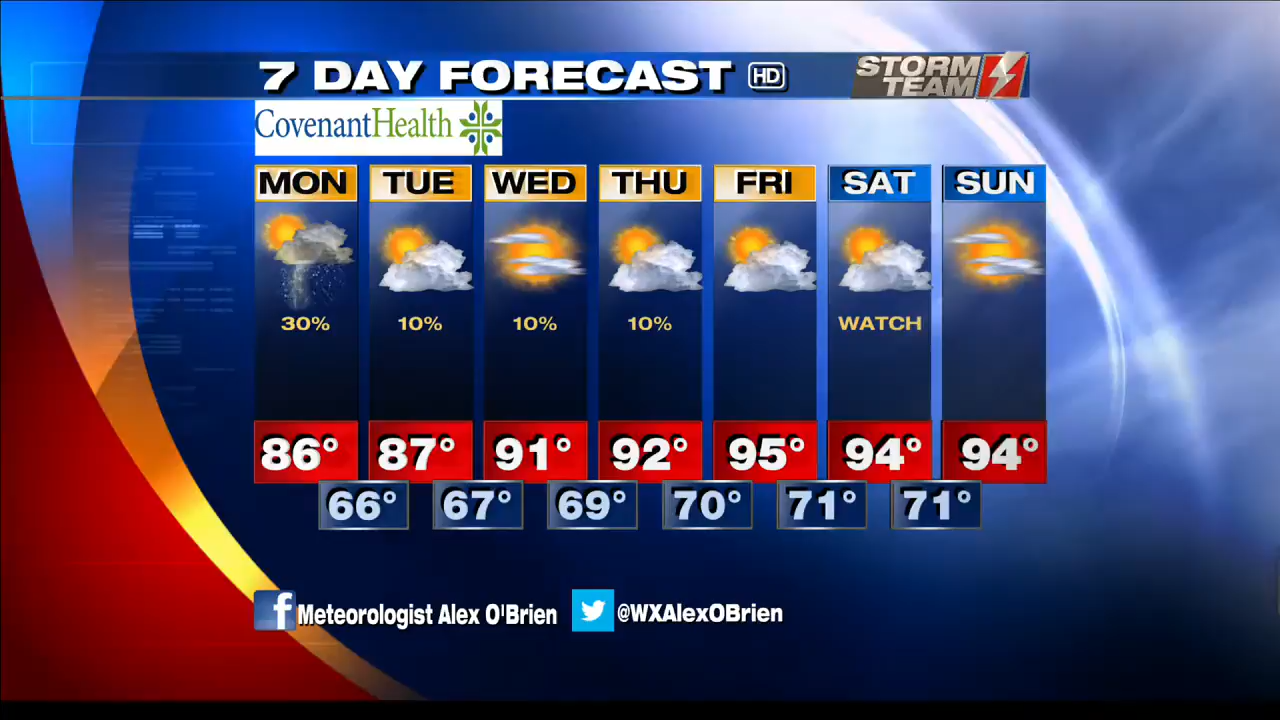 7 DAY FORECAST HD
STORM
TEAM
CovenantHealth
MON TUE WED THU FRI SAT SUN
30% 10% 10% 10% WATCH
86° 87° 91° 92° 95° 94° 94°
66° 67° 69° 70° 71° 71°
f Meteorologist Alex O'Brien @WXAlexOBrien